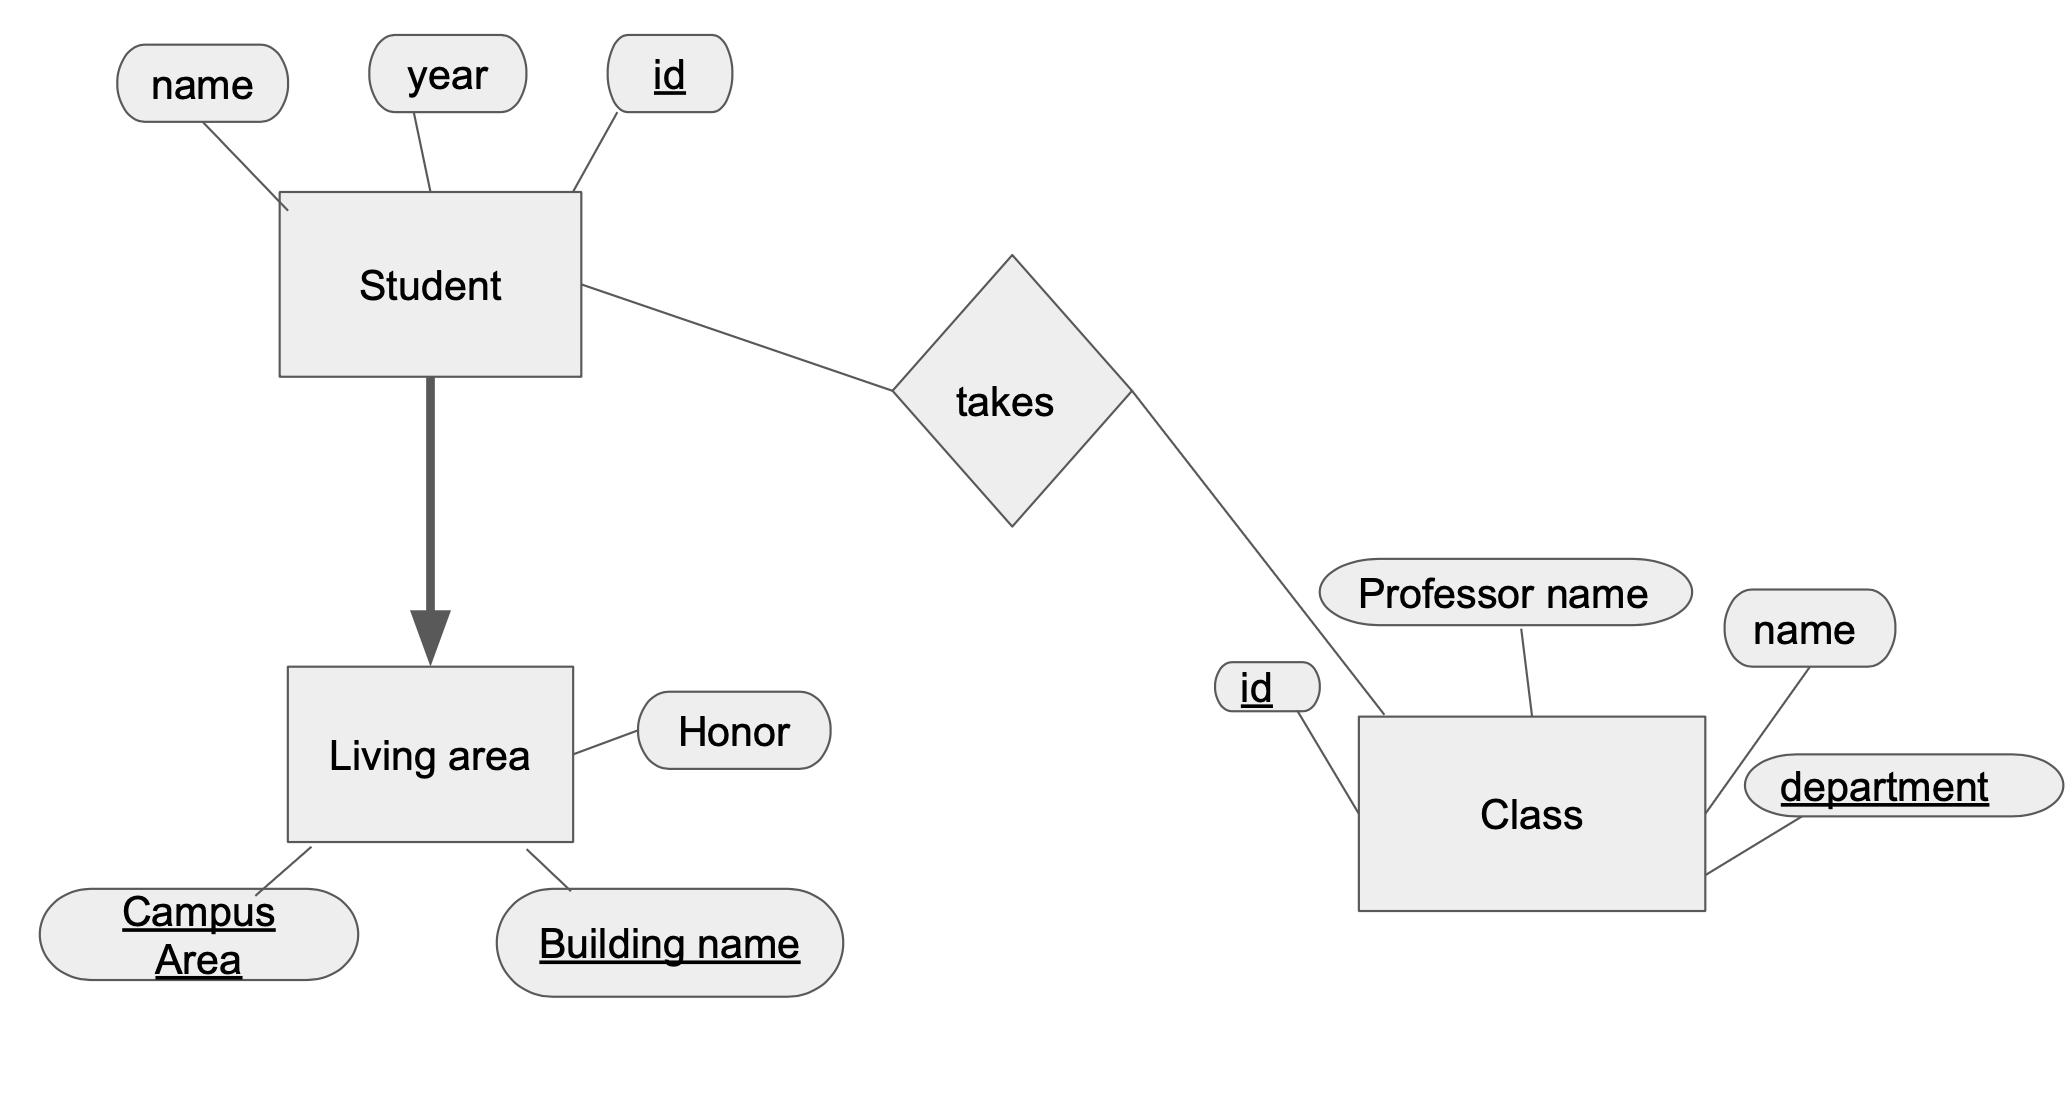 name
year
id
Student
takes
Professor name
name
id
Living area
Honor
department
Class
Campus
Area
Building name